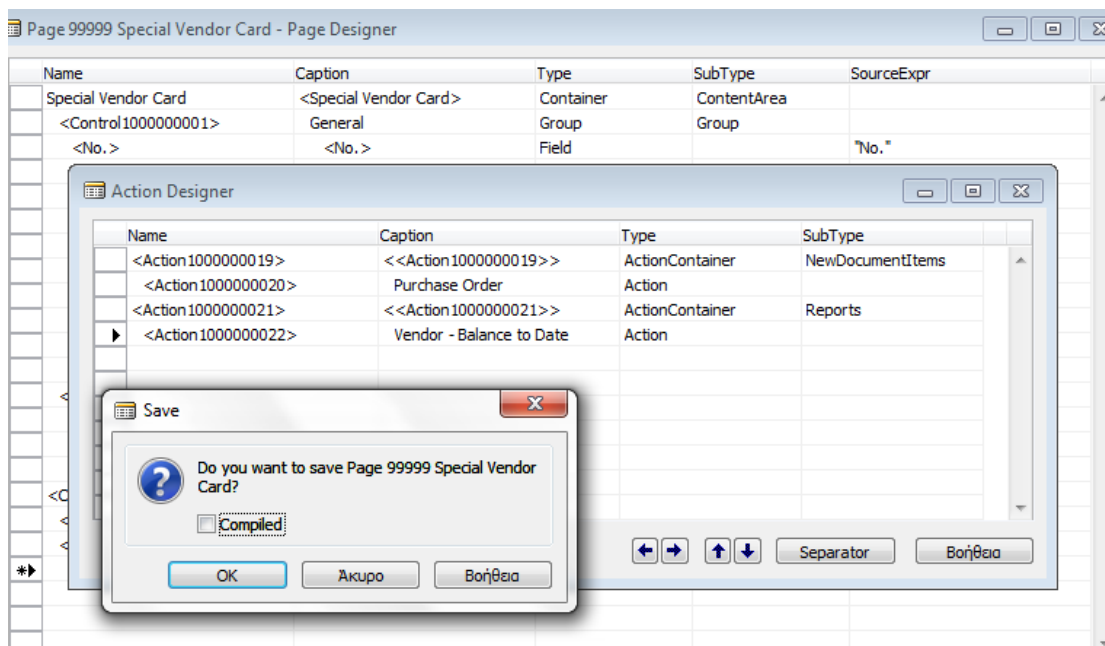 Page 99999 Special Vendor Card - Page Designer
Name Caption Type SubType SourceExpr
Special Vendor Card <Special Vendor Card> Container ContentArea
<Control1000000001> General Group Group
<No.> <No.> Field "No."
Action Designer
Name Caption Type SubType
<Action1000000019> <<Action1000000019>> ActionContainer NewDocumentItems
<Action1000000020> Purchase Order Action
<Action1000000021> <<Action1000000021>> ActionContainer Reports
<Action1000000022> Vendor - Balance to Date Action
Save
Do you want to save Page 99999 Special Vendor
Card?
Compiled
OK Άκυρο Βοήθεια
Separator Βοήθεια